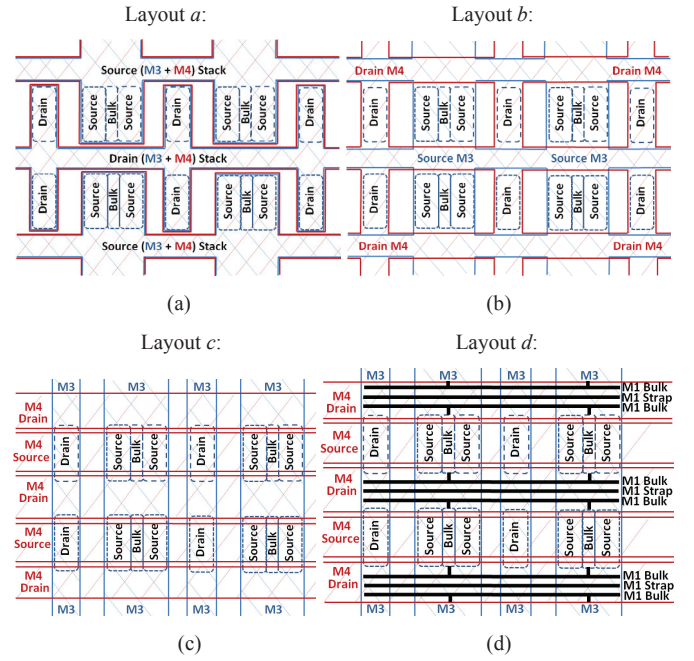 Layout a:
Layout b:
Source (M3 + M4) Stack
Drain Source Bulk Source Drain Source Bulk Source Drain
Drain (M3 + M4) Stack
Drain Source Bulk Source Drain Source Bulk Source Drain
Source (M3 + M4) Stack
Drain M4 Drain M4
Drain Source Bulk Source Drain Source Bulk Source Drain
Source M3 Source M3
Drain Source Bulk Source Drain Source Bulk Source Drain
Drain M4 Drain M4
(a)
(b)
Layout c:
Layout d:
M3 M3 M3 M3
M4
Drain
M4
Source
Drain Source Bulk Source Drain Source Bulk Source
M4
Drain
M4
Source
Drain Source Bulk Source Drain Source Bulk Source
M4
Drain
M3 M3 M3 M3
M3 M3 M3 M3
M4
Drain
M1 Bulk
M1 Strap
M1 Bulk
M4
Source
Drain Source Bulk Source Drain Source Bulk Source
M4
Drain
M1 Bulk
M1 Strap
M1 Bulk
M4
Source
Drain Source Bulk Source Drain Source Bulk Source
M4
Drain
M1 Bulk
M1 Strap
M1 Bulk
M3 M3 M3 M3
(c)
(d)